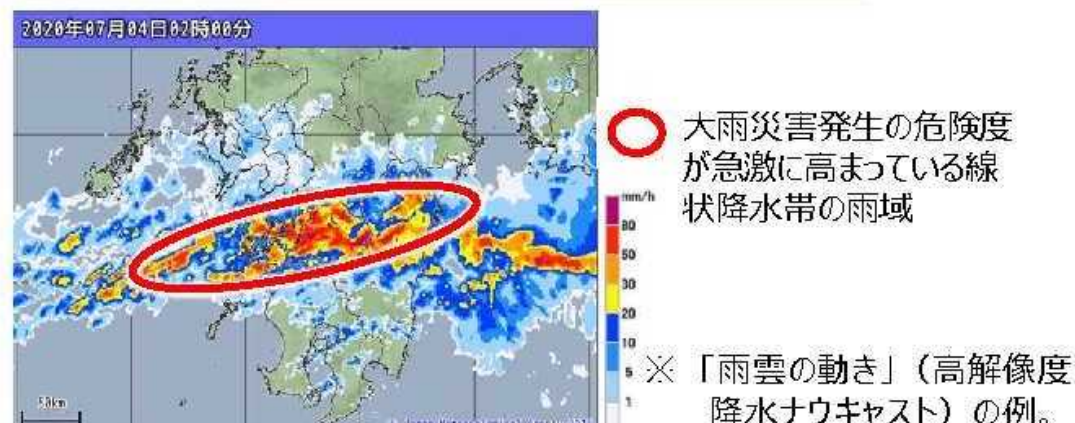 2020年07月04日02時00分
大雨災害発生の危険度
が急激に高まっている線
状降水帯の雨域
mm/h
80
50
30
20
10
5
1
50km
※「雨雲の動き」(高解像度
降水ナウキャスト)の例。